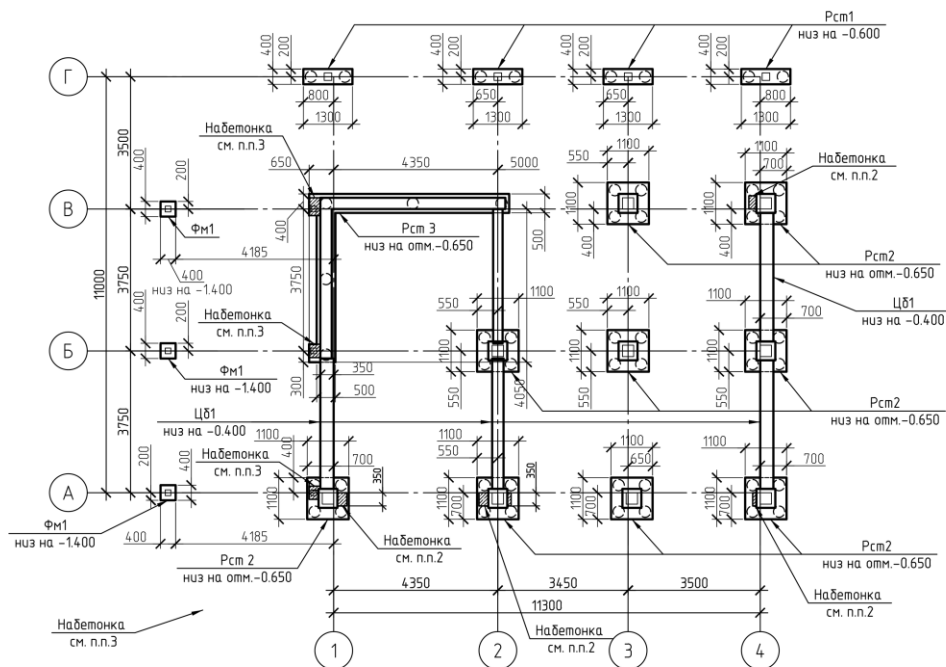 Рст1
низ на -0.600
400
200
400
200
400
200
400
200
Г
800
1300
650
1300
650
1300
800
1300
Набетонка
см. п.п.3
650
4350
5000
1100
550
1100
700
Набетонка
см. п.п.2
3500
400
200
В
Фм1
400
4185
400
низ на -1.400
Рст 3
низ на отм.-0.650
500
1100
400
1100
400
Рст2
низ на отм.-0.650
11000
3750
3750
400
200
Набетонка
см. п.п.3
550
1100
550
1100
1100
700
Цб1
низ на -0.400
Б
Фм1
низ на -1.400
300
350
500
1100
550
4050
1100
550
1100
550
Рст2
низ на отм.-0.650
3750
Цб1
низ на -0.400
1100
700
400
1100
550
1100
650
1100
700
200
400
Набетонка
см. п.п.3
350
350
А
1100
1100
700
1100
700
1100
700
Фм1
низ на -1.400
400
4185
Рст 2
низ на отм.-0.650
Набетонка
см. п.п.2
Рст2
низ на отм.-0.650
4350
3450
3500
11300
Набетонка
см. п.п.2
Набетонка
см. п.п.3
Набетонка
см. п.п.2
1
2
3
4